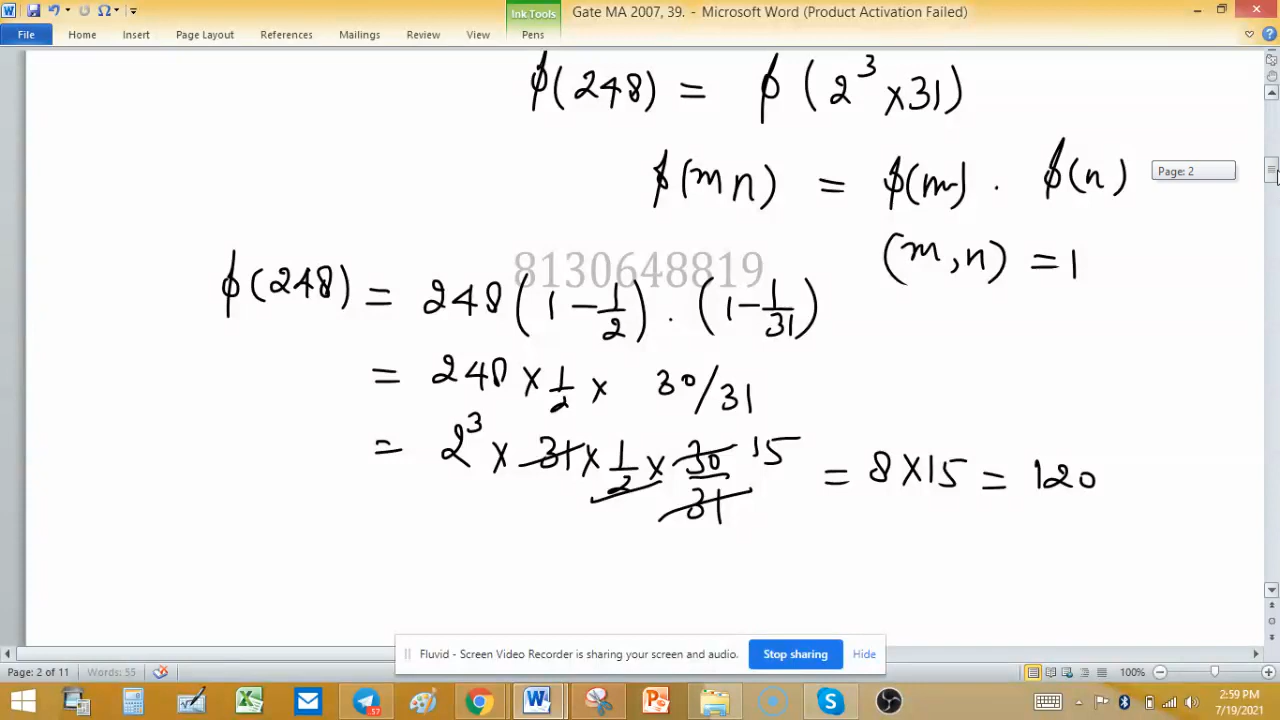 Ink Tools
Gate MA 2007, 39. - Microsoft Word (Product Activation Failed)
File Home Insert Page Layout References Mailings Review View Pens
φ(248) = φ(2³×31)
φ(mn) = φ(m) . φ(n)
Page: 2
(m,n) = 1
8130648819
φ(248) = 248(1-1/2) . (1-1/31)
= 248 × 1/2 × 30/31
= 2³ × 31 × 1/2 × 30/31 15 = 8×15 = 120
Fluvid - Screen Video Recorder is sharing your screen and audio. Stop sharing Hide
Page: 2 of 11 Words: 55 100%
57
2:59 PM
7/19/2021